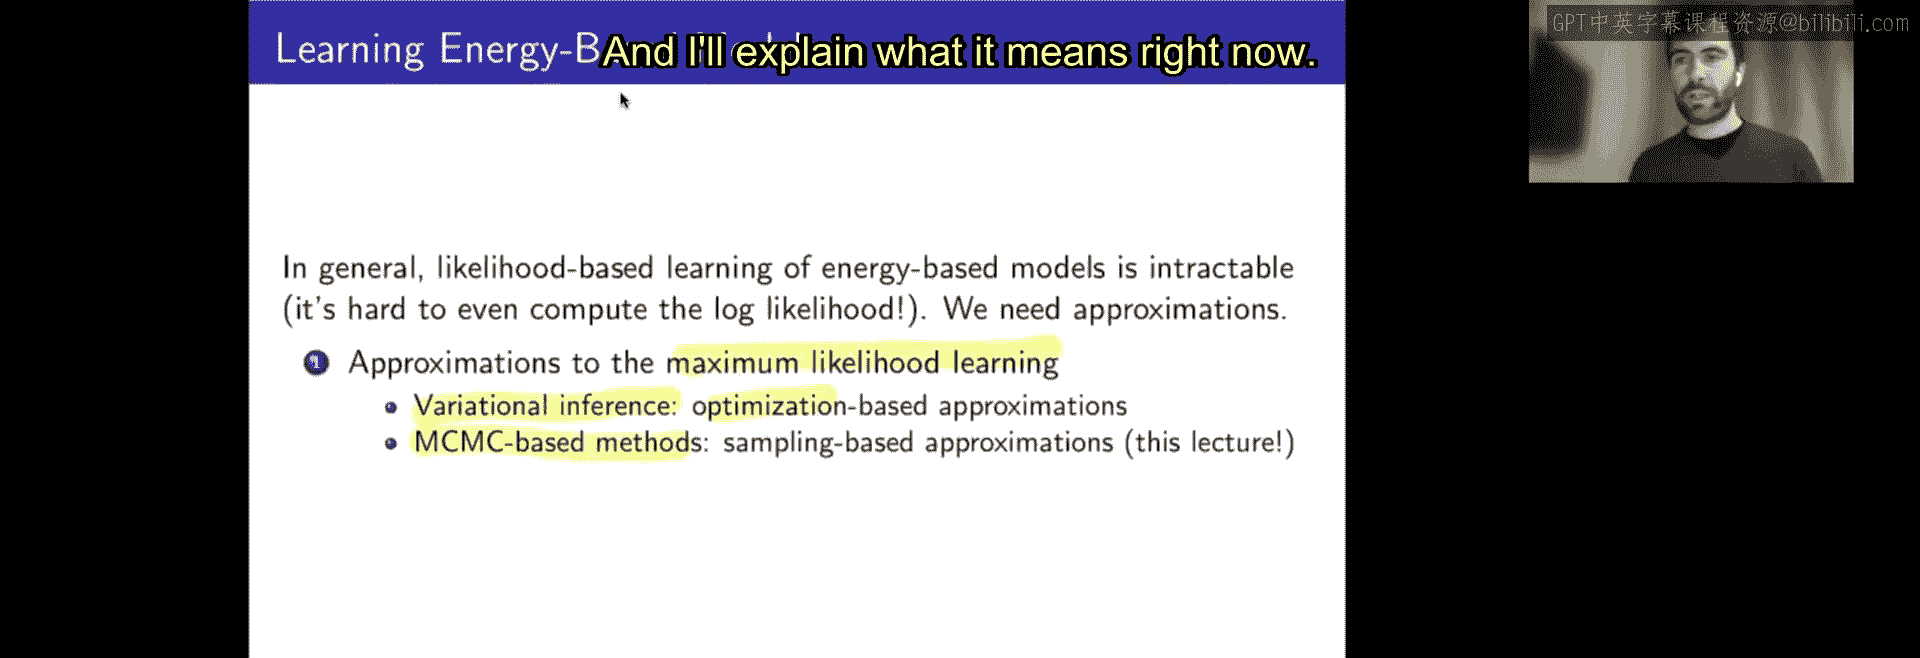 Learning Energy-B
And I'll explain what it means right now.
GPT中英字幕课程资源@bilibili.com
In general, likelihood-based learning of energy-based models is intractable
(it's hard to even compute the log likelihood!). We need approximations.
1 Approximations to the maximum likelihood learning
Variational inference: optimization-based approximations
MCMC-based methods: sampling-based approximations (this lecture!)